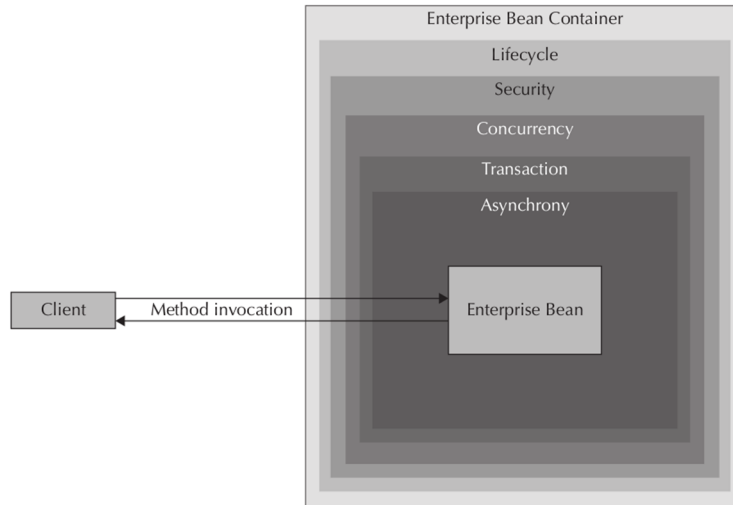 Enterprise Bean Container
Lifecycle
Security
Concurrency
Transaction
Asynchrony
Client
Method invocation
Enterprise Bean